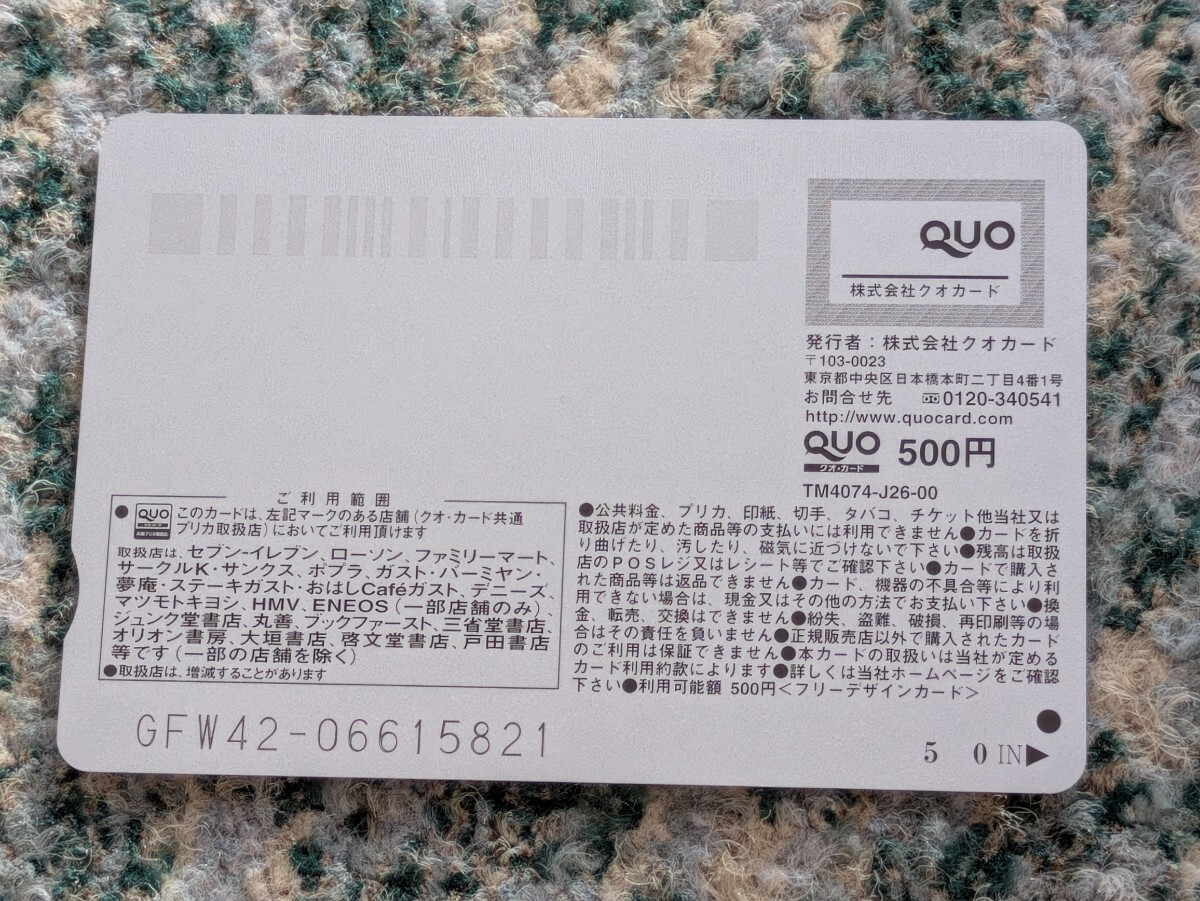 QUO
株式会社クオカード
発行者：株式会社クオカード
〒103-0023
東京都中央区日本橋本町二丁目4番1号
お問合せ先 0120-340541
http://www.quocard.com
QUO 500円
クオ・カード
TM4074-J26-00
ご利用範囲
●QUO このカードは、左記マークのある店舗（クオ・カード共通
プリカ取扱店）においてご利用頂けます
取扱店は、セブン-イレブン、ローソン、ファミリーマート、
サークルK・サンクス、ポプラ、ガスト・バーミヤン・
夢庵・ステーキガスト・おはしCaféガスト、デニーズ、
マツモトキヨシ、HMV、ENEOS（一部店舗のみ）、
ジュンク堂書店、丸善、ブックファースト、三省堂書店、
オリオン書房、大垣書店、啓文堂書店、戸田書店
等です（一部の店舗を除く）
●取扱店は、増減することがあります
●公共料金、プリカ、印紙、切手、タバコ、チケット他当社又は
取扱店が定めた商品等の支払いには利用できません●カードを折
り曲げたり、汚したり、磁気に近づけないで下さい●残高は取扱
店のPOSレジ又はレシート等でご確認下さい●カードで購入さ
れた商品等は返品できません●カード、機器の不具合等により利
用できない場合は、現金又はその他の方法でお支払い下さい●換
金、転売、交換はできません●紛失、盗難、破損、再印刷等の場
合はその責任を負いません●正規販売店以外で購入されたカード
のご利用は保証できません●本カードの取扱いは当社が定める
カード利用約款によります●詳しくは当社ホームページをご確認
下さい●利用可能額 500円＜フリーデザインカード＞
GFW42-06615821
5 0 IN▶